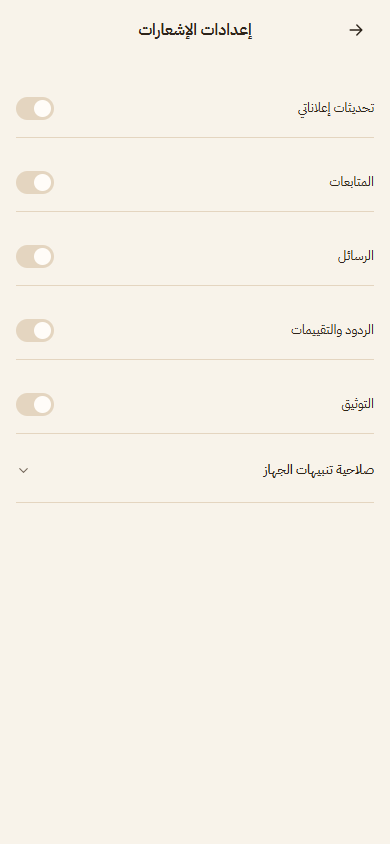 إعدادات الإشعارات
تحديثات إعلاناتي
المتابعات
الرسائل
الردود والتقييمات
التوثيق
صلاحية تنبيهات الجهاز